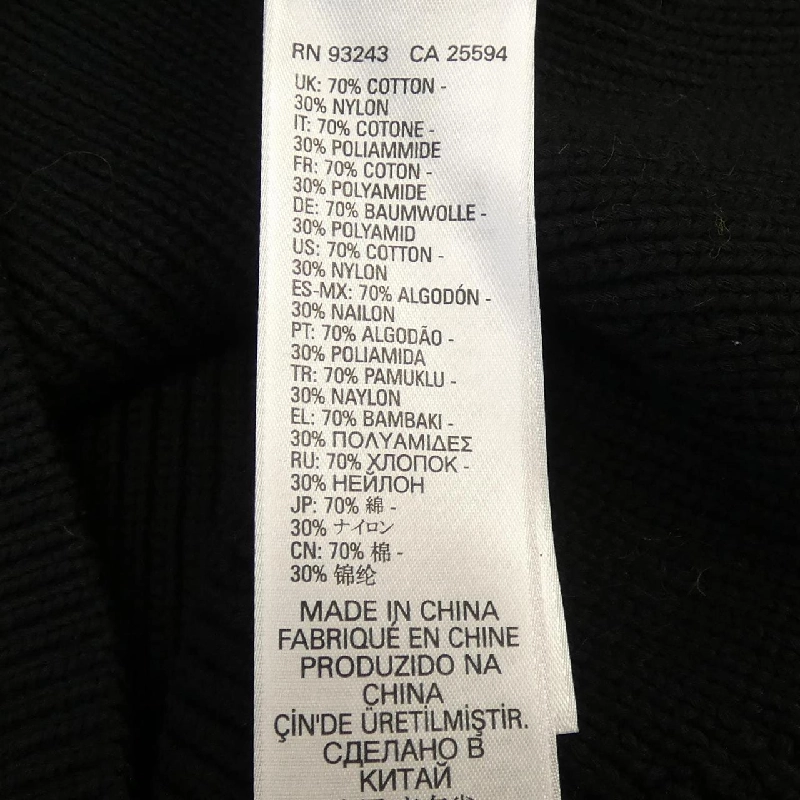 RN 93243 CA 25594
UK: 70% COTTON -
30% NYLON
IT: 70% COTONE -
30% POLIAMMIDE
FR: 70% COTON -
30% POLYAMIDE
DE: 70% BAUMWOLLE -
30% POLYAMID
US: 70% COTTON -
30% NYLON
ES-MX: 70% ALGODÓN -
30% NAILON
PT: 70% ALGODÃO -
30% POLIAMIDA
TR: 70% PAMUKLU -
30% NAYLON
EL: 70% ΒΑΜΒΑΚΙ -
30% ΠΟΛΥΑΜΙΔΕΣ
RU: 70% ХЛОПОК -
30% НЕЙЛОН
JP: 70% 綿 -
30% ナイロン
CN: 70% 棉 -
30% 锦纶
MADE IN CHINA
FABRIQUÉ EN CHINE
PRODUZIDO NA
CHINA
ÇİN'DE ÜRETİLMİŞTİR.
СДЕЛАНО В
КИТАЙ